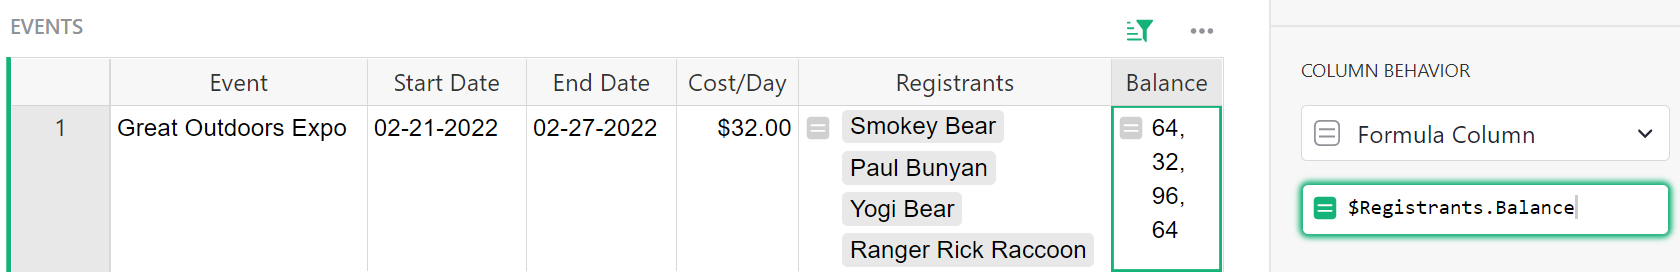 EVENTS
Event Start Date End Date Cost/Day Registrants Balance
1 Great Outdoors Expo 02-21-2022 02-27-2022 $32.00 Smokey Bear 64,
Paul Bunyan 32,
Yogi Bear 96,
Ranger Rick Raccoon 64
COLUMN BEHAVIOR
Formula Column
$Registrants.Balance